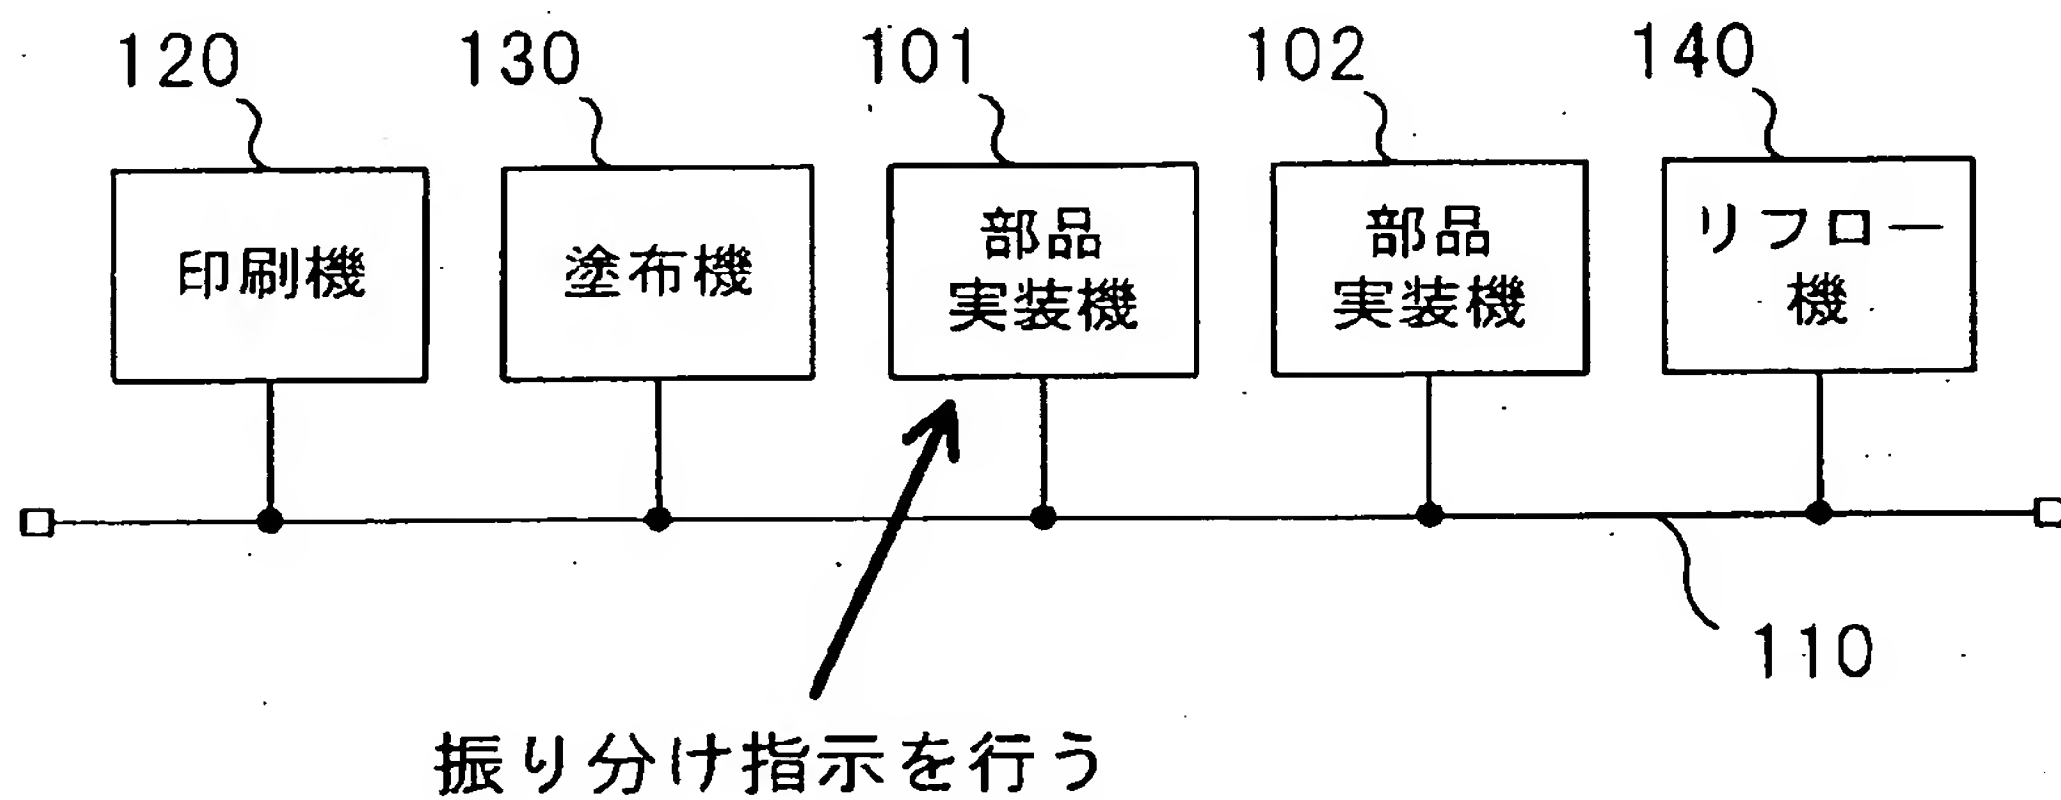 120
130
101
102
140
印刷機
塗布機
部品
実装機
部品
実装機
リフロー
機
110
振り分け指示を行う